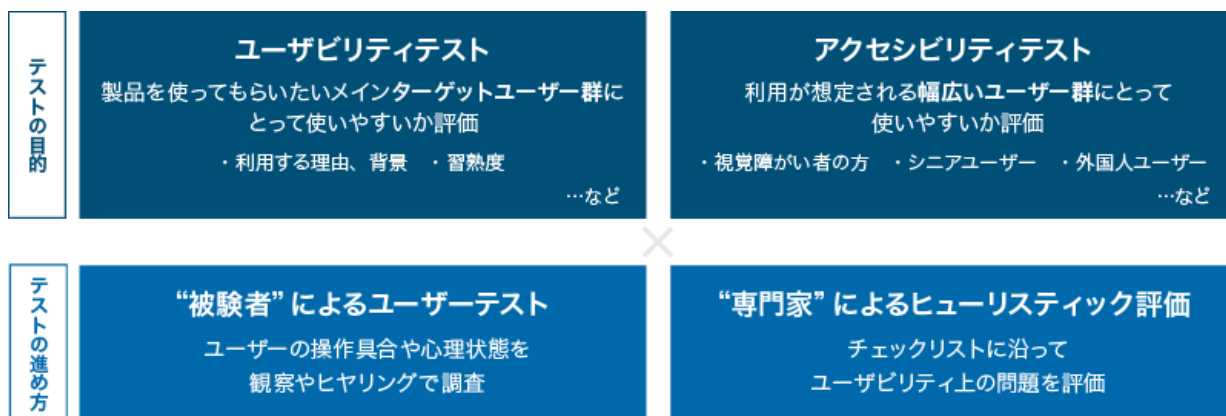 テストの目的
ユーザビリティテスト
製品を使ってもらいたいメインターゲットユーザー群に
とって使いやすいか評価
・利用する理由、背景 ・習熟度
…など
アクセシビリティテスト
利用が想定される幅広いユーザー群にとって
使いやすいか評価
・視覚障がい者の方 ・シニアユーザー ・外国人ユーザー
…など
×
テストの進め方
“被験者”によるユーザーテスト
ユーザーの操作具合や心理状態を
観察やヒヤリングで調査
“専門家”によるヒューリスティック評価
チェックリストに沿って
ユーザビリティ上の問題を評価